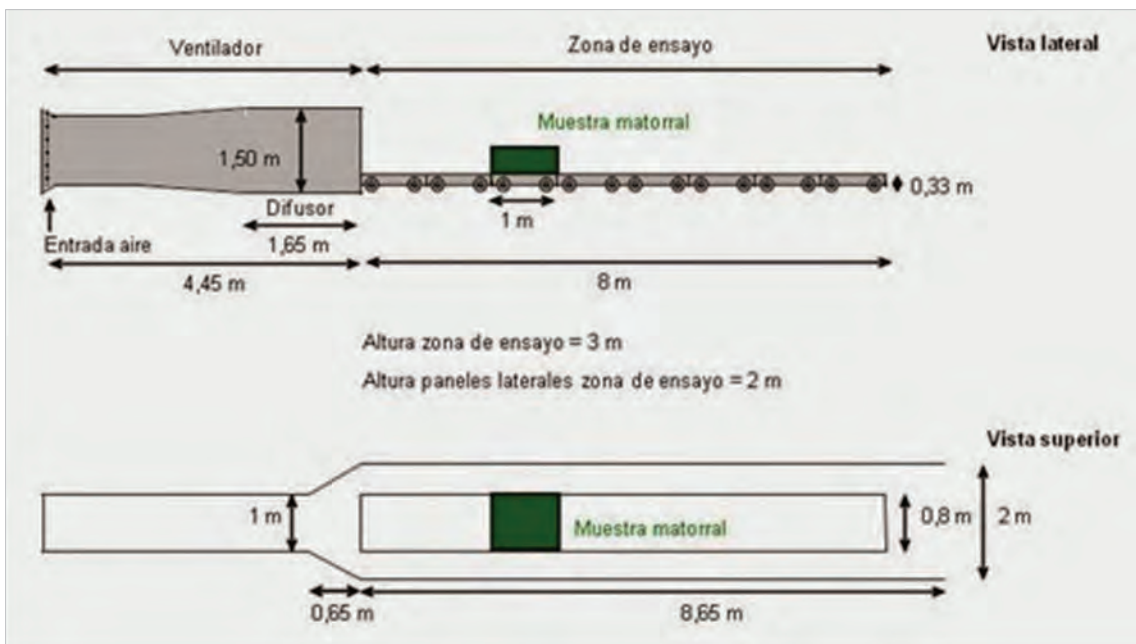 Ventilador
Zona de ensayo
Vista lateral
Muestra matorral
1,50 m
0,33 m
Difusor
1 m
Entrada aire
1,65 m
4,45 m
8 m
Altura zona de ensayo = 3 m
Altura paneles laterales zona de ensayo = 2 m
Vista superior
1 m
Muestra matorral
0,8 m
2 m
0,65 m
8,65 m